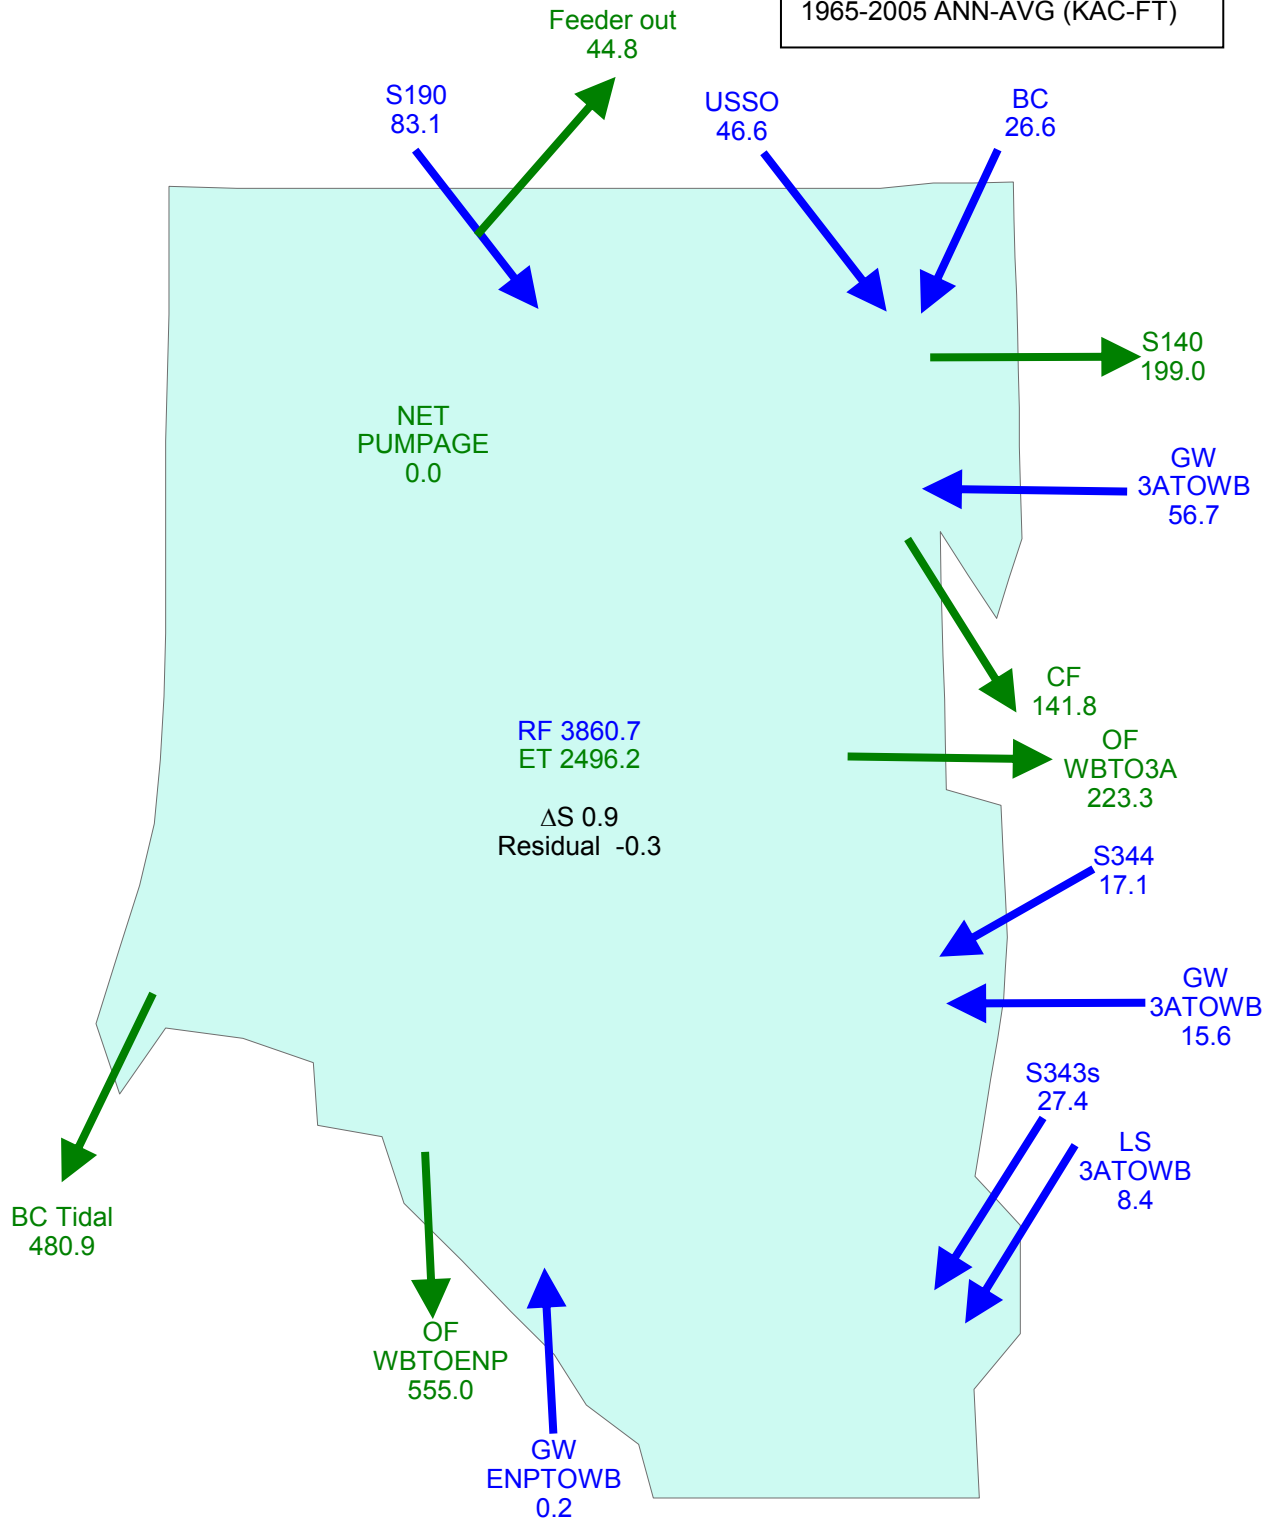 1965-2005 ANN-AVG (KAC-FT)
Feeder out
44.8
S190
83.1
USSO
46.6
BC
26.6
S140
199.0
NET
PUMPAGE
0.0
GW
3ATOWB
56.7
CF
141.8
RF 3860.7
ET 2496.2
OF
WBTO3A
223.3
∆S 0.9
Residual -0.3
S344
17.1
GW
3ATOWB
15.6
S343s
27.4
LS
3ATOWB
8.4
BC Tidal
480.9
OF
WBTOENP
555.0
GW
ENPTOWB
0.2